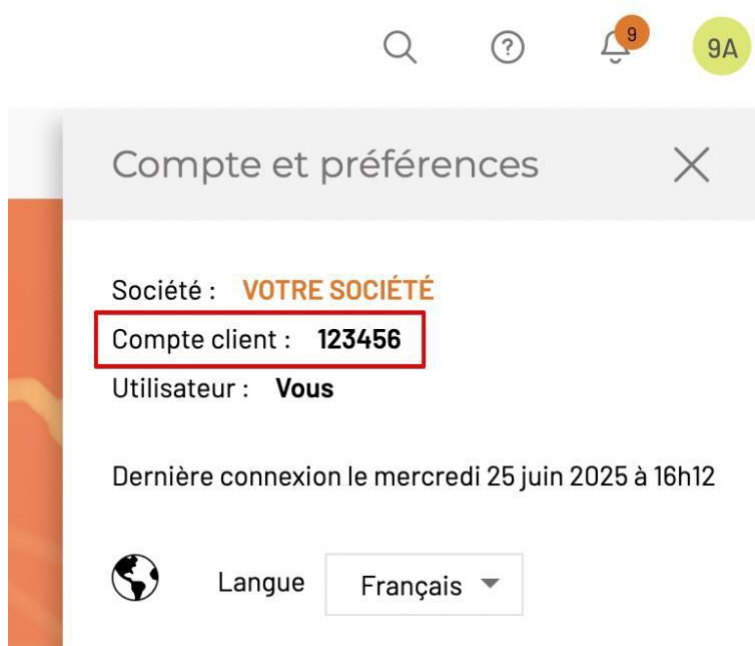 9
9A
Compte et préférences
Société : VOTRE SOCIÉTÉ
Compte client : 123456
Utilisateur : Vous
Dernière connexion le mercredi 25 juin 2025 à 16h12
Langue Français